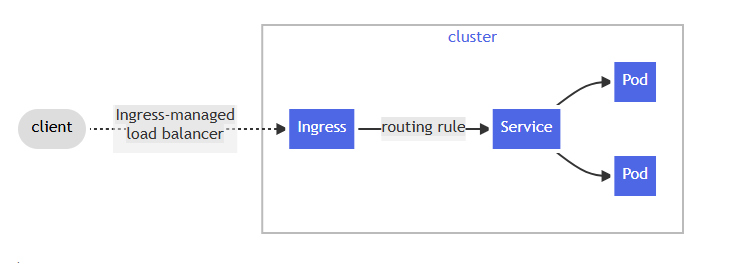 cluster
Pod
client
Ingress-managed
load balancer
Ingress
routing rule
Service
Pod